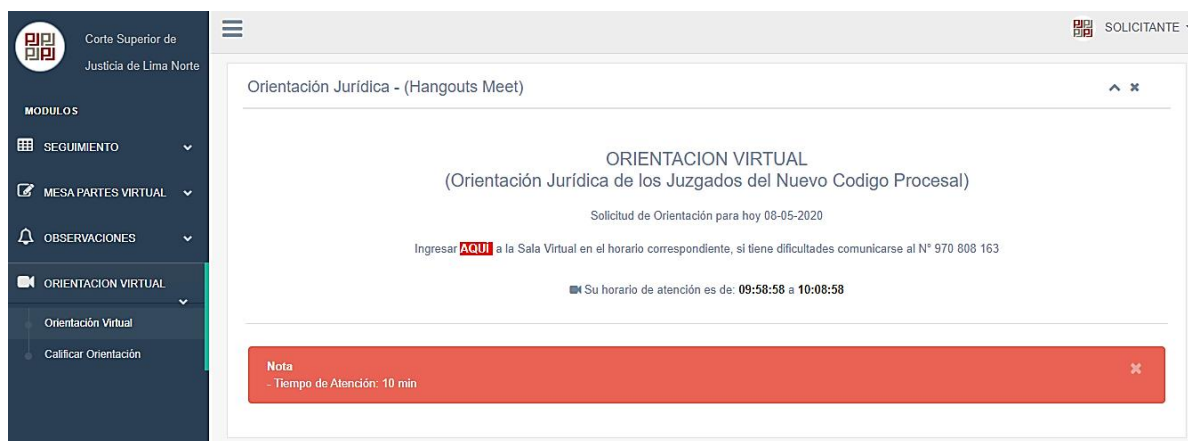 Corte Superior de
Justicia de Lima Norte
MODULOS
SEGUIMIENTO
MESA PARTES VIRTUAL
OBSERVACIONES
ORIENTACION VIRTUAL
Orientación Virtual
Calificar Orientación
SOLICITANTE
Orientación Jurídica - (Hangouts Meet)
ORIENTACION VIRTUAL
(Orientación Jurídica de los Juzgados del Nuevo Codigo Procesal)
Solicitud de Orientación para hoy 08-05-2020
Ingresar AQUÍ a la Sala Virtual en el horario correspondiente, si tiene dificultades comunicarse al N° 970 808 163
Su horario de atención es de: 09:58:58 a 10:08:58
Nota
- Tiempo de Atención: 10 min